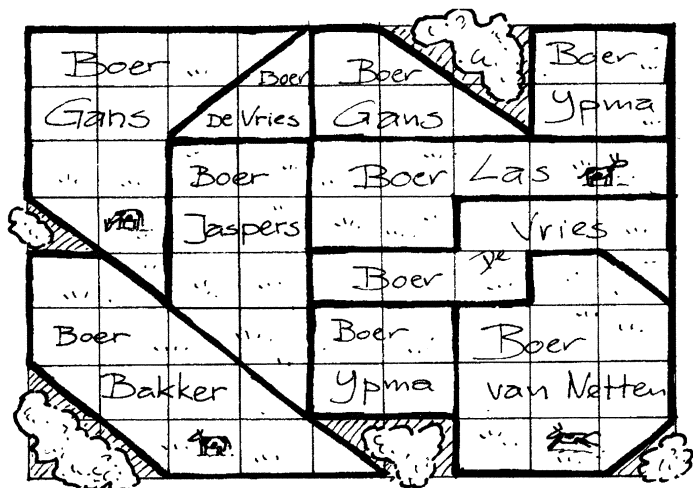 Boer
Gans
Boer
De Vries
Boer
Gans
Boer
Ypma
Boer
Jaspers
Boer Las
Boer De Vries
Boer
Bakker
Boer
Ypma
Boer
van Netten